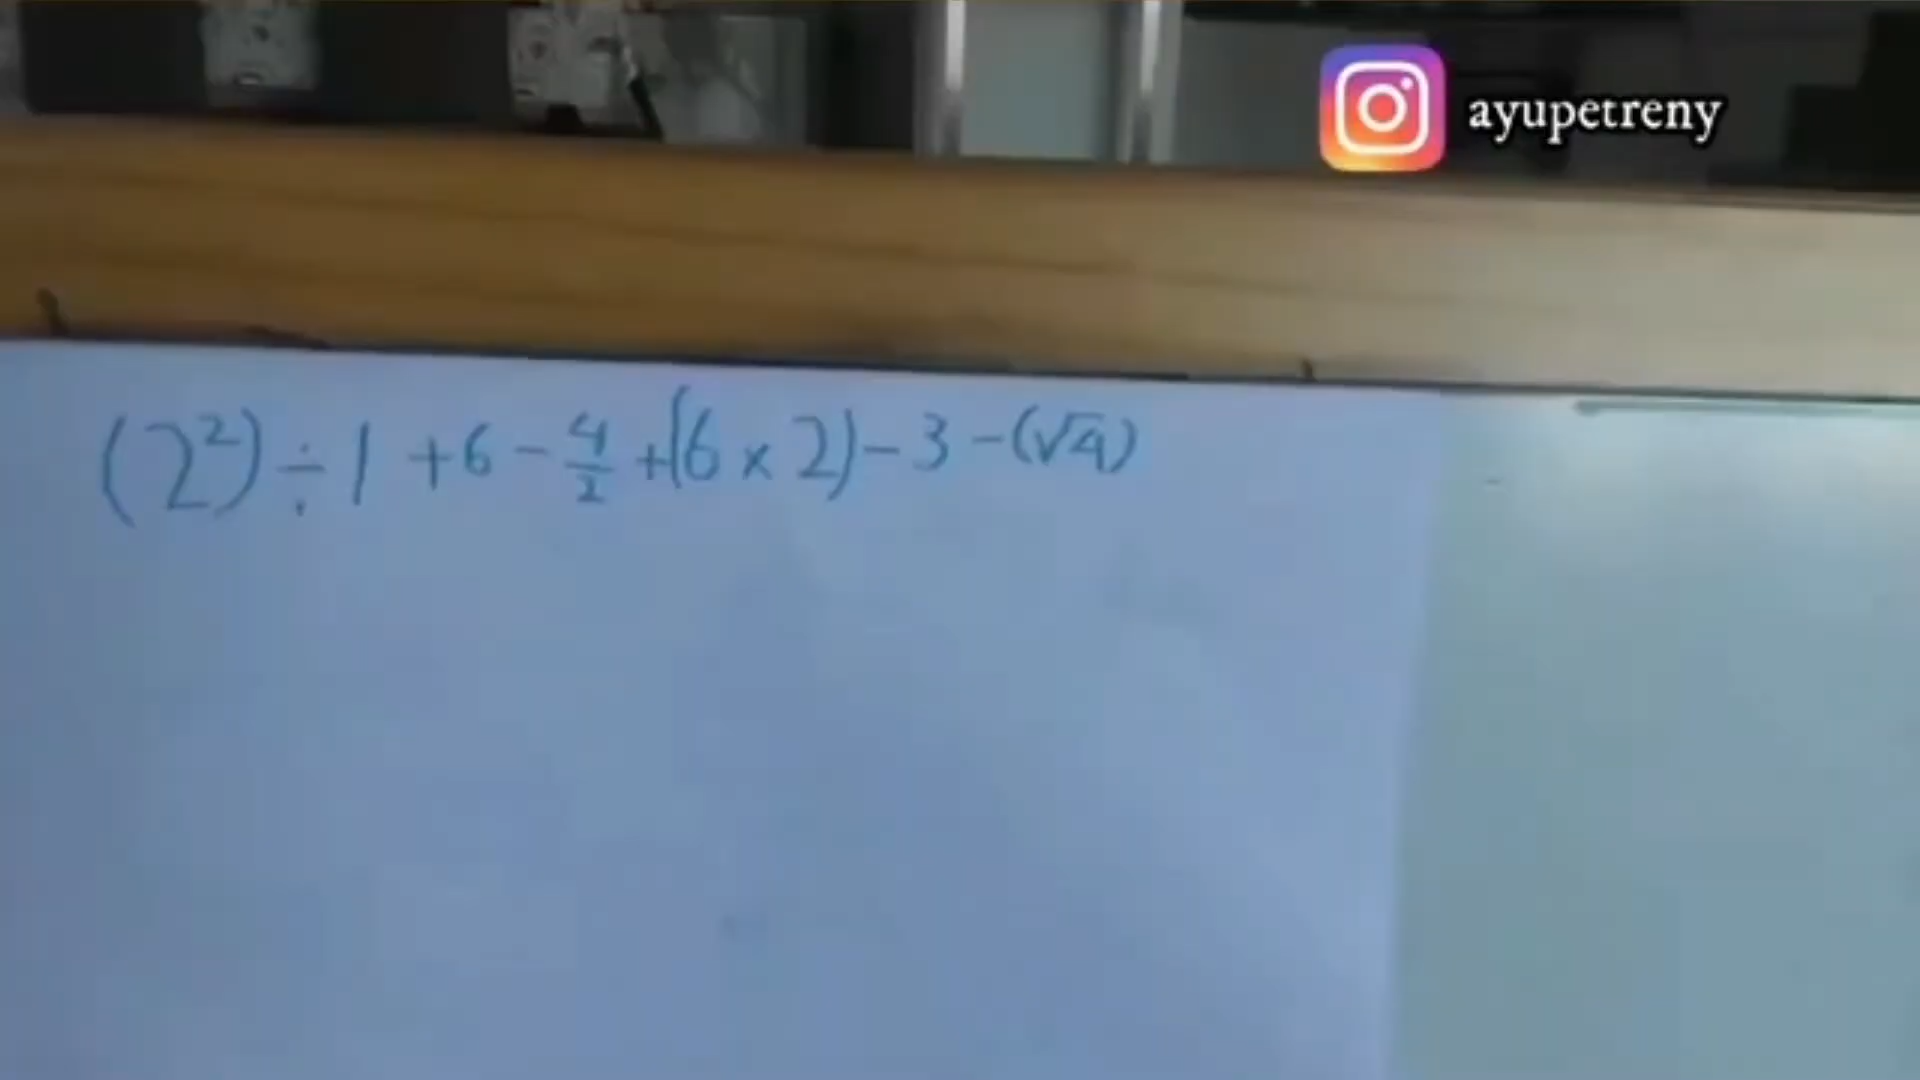 ayupetreny
(2²) ÷ 1 + 6 - 4/2 + (6 × 2) - 3 - (√4)